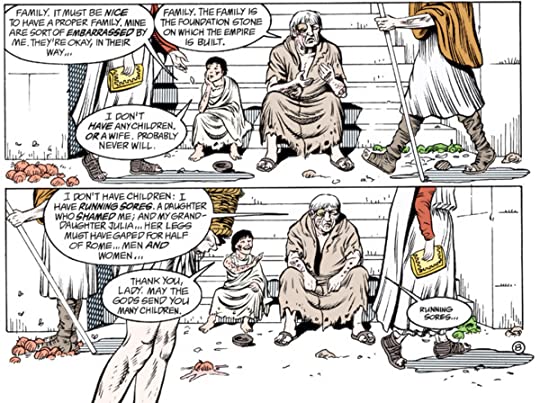 FAMILY. IT MUST BE NICE
TO HAVE A PROPER FAMILY. MINE
ARE SORT OF EMBARRASSED BY
ME. THEY'RE OKAY, IN THEIR
WAY...
FAMILY. THE FAMILY IS
THE FOUNDATION STONE
ON WHICH THE EMPIRE
IS BUILT.
I DON'T
HAVE ANY CHILDREN.
OR A WIFE. PROBABLY
NEVER WILL.
I DON'T HAVE CHILDREN: I
HAVE RUNNING SORES. A DAUGHTER
WHO SHAMED ME; AND MY GRAND-
DAUGHTER JULIA... HER LEGS
MUST HAVE GAPED FOR HALF
OF ROME... MEN AND
WOMEN...
THANK YOU,
LADY. MAY THE
GODS SEND YOU
MANY CHILDREN.
RUNNING
SORES...
8